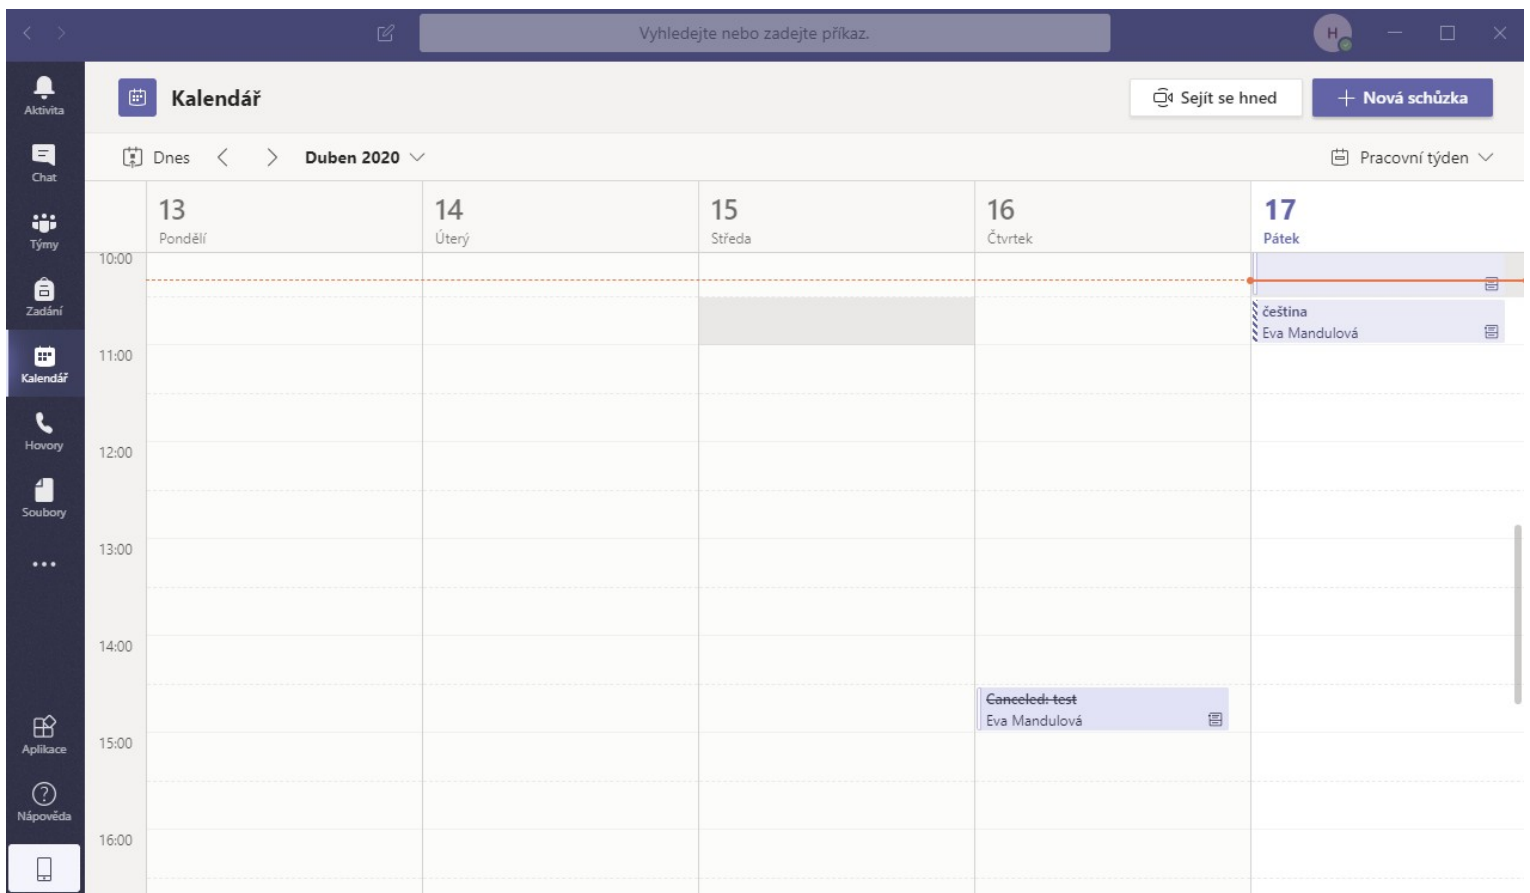 Vyhledejte nebo zadejte příkaz.
H
Aktivita
Chat
Týmy
Zadání
Kalendář
Hovory
Soubory
Aplikace
Nápověda
Kalendář
Sejít se hned
+ Nová schůzka
Dnes
Duben 2020
Pracovní týden
13
Pondělí
14
Úterý
15
Středa
16
Čtvrtek
17
Pátek
10:00
čeština
Eva Mandulová
11:00
12:00
13:00
14:00
Canceled: test
Eva Mandulová
15:00
16:00